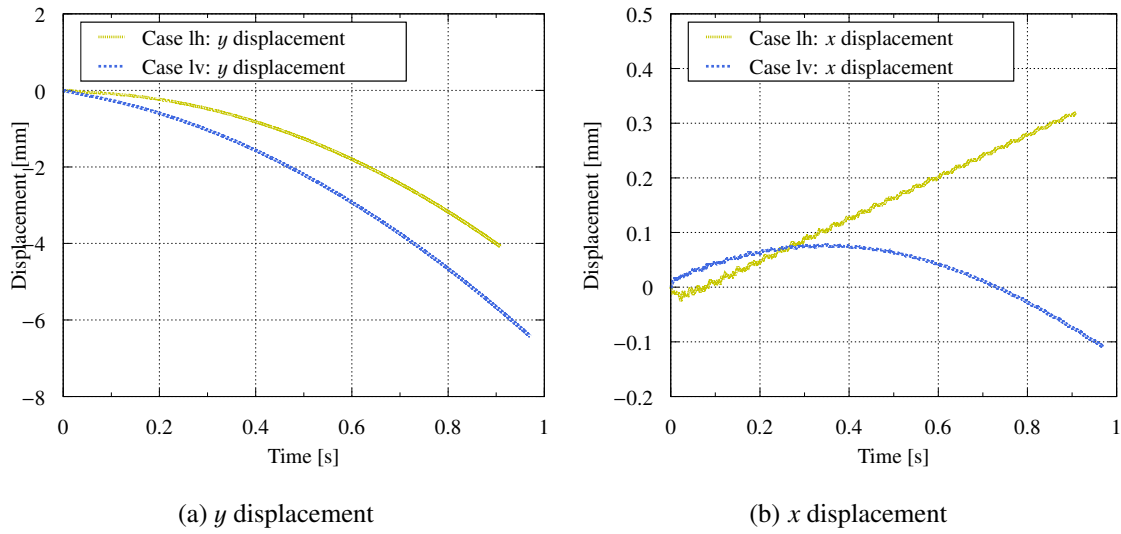 2
0
−2
−4
−6
−8
0
0.2
0.4
0.6
0.8
1
Displacement [mm]
Time [s]
Case lh: y displacement
Case lv: y displacement
(a) y displacement
0.5
0.4
0.3
0.2
0.1
0
−0.1
−0.2
0
0.2
0.4
0.6
0.8
1
Displacement [mm]
Time [s]
Case lh: x displacement
Case lv: x displacement
(b) x displacement